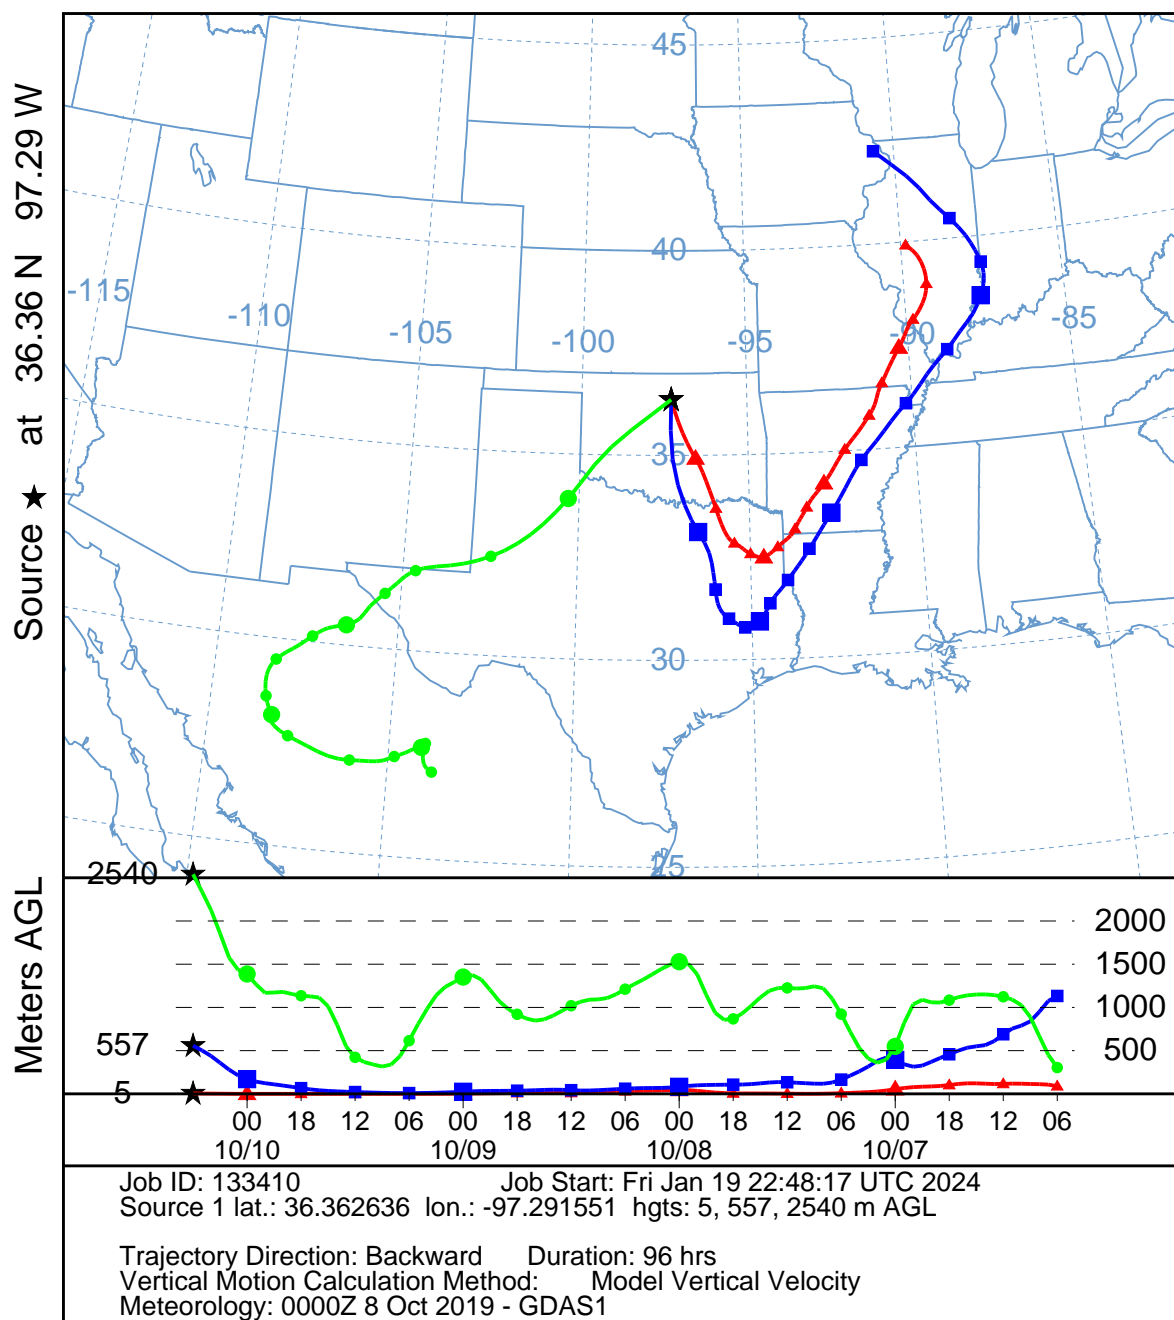 Source ★ at 36.36 N 97.29 W
45
40
-115
-110
-105
-100
-95
-90
-85
35
30
25
Meters AGL
2540
557
5
2000
1500
1000
500
00 18 12 06 00 18 12 06 00 18 12 06 00 18 12 06
10/10 10/09 10/08 10/07
Job ID: 133410 Job Start: Fri Jan 19 22:48:17 UTC 2024
Source 1 lat.: 36.362636 lon.: -97.291551 hgts: 5, 557, 2540 m AGL
Trajectory Direction: Backward Duration: 96 hrs
Vertical Motion Calculation Method: Model Vertical Velocity
Meteorology: 0000Z 8 Oct 2019 - GDAS1